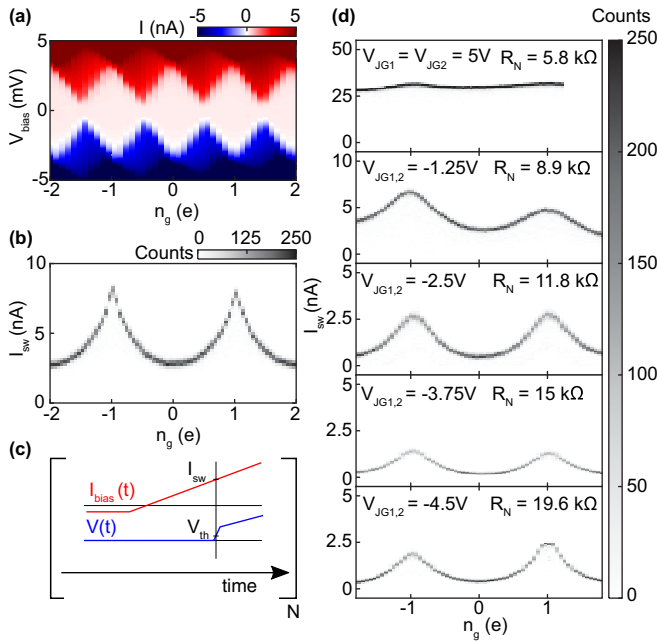 (a)
I (nA)
-5 0 5
V_bias (mV)
5
0
-5
-2 -1 0 1 2
n_g (e)
(b)
Counts
0 125 250
I_sw (nA)
10
5
0
-2 -1 0 1 2
n_g (e)
(c)
I_sw
I_bias (t)
V(t)
V_th
time
N
(d)
Counts
250
200
150
100
50
0
V_JG1 = V_JG2 = 5V R_N = 5.8 kΩ
50
25
0
V_JG1,2 = -1.25V R_N = 8.9 kΩ
10
5
0
V_JG1,2 = -2.5V R_N = 11.8 kΩ
5
2.5
0
I_sw (nA)
V_JG1,2 = -3.75V R_N = 15 kΩ
5
2.5
0
V_JG1,2 = -4.5V R_N = 19.6 kΩ
5
2.5
0
-1 0 1
n_g (e)